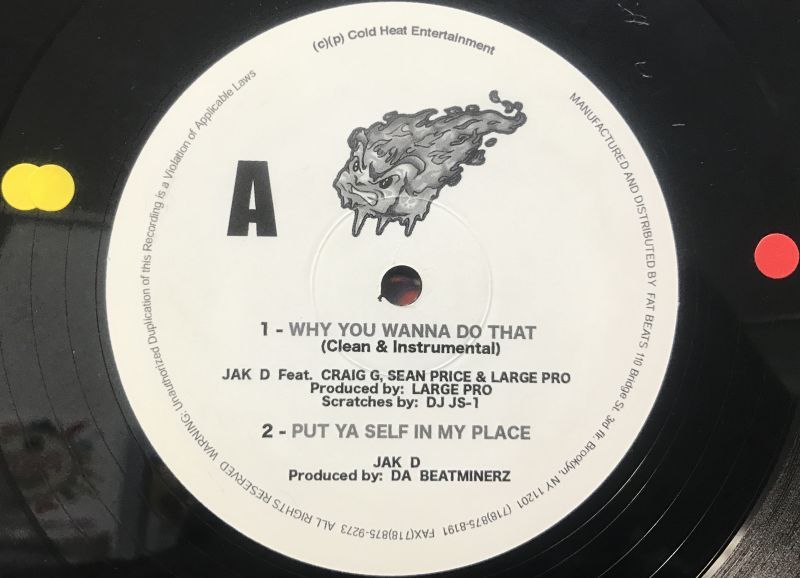 (c)(p) Cold Heat Entertainment
A
1 - WHY YOU WANNA DO THAT
(Clean & Instrumental)
JAK D Feat. CRAIG G, SEAN PRICE & LARGE PRO
Produced by: LARGE PRO
Scratches by: DJ JS-1
2 - PUT YA SELF IN MY PLACE
JAK D
Produced by: DA BEATMINERZ
MANUFACTURED AND DISTRIBUTED BY FAT BEATS 110 Bridge St. 3rd flr. Brooklyn, NY 11201 (718)875-8191 FAX(718)875-9273 ALL RIGHTS RESERVED WARNING: Unauthorized Duplication of this Recording is a Violation of Applicable Laws